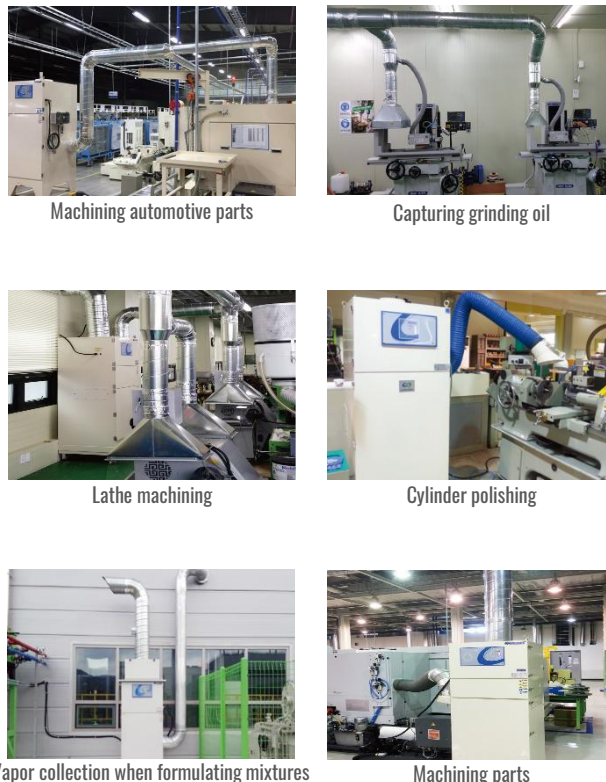 Machining automotive parts
Capturing grinding oil
Lathe machining
Cylinder polishing
Vapor collection when formulating mixtures
Machining parts